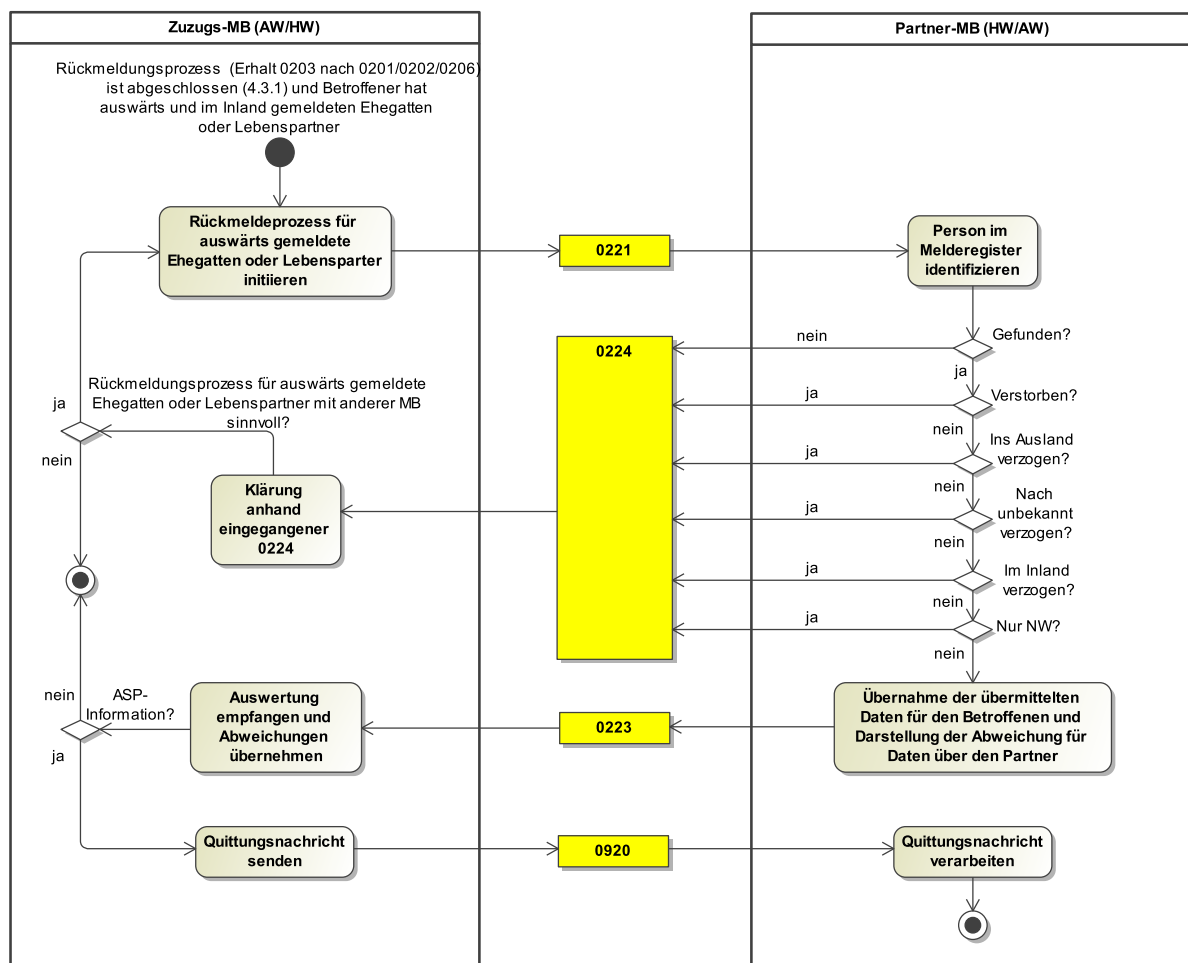 Zuzugs-MB (AW/HW)
Partner-MB (HW/AW)
Rückmeldungsprozess (Erhalt 0203 nach 0201/0202/0206)
ist abgeschlossen (4.3.1) und Betroffener hat
auswärts und im Inland gemeldeten Ehegatten
oder Lebenspartner
Rückmeldeprozess für
auswärts gemeldete
Ehegatten oder Lebensparter
initiieren
0221
Person im
Melderegister
identifizieren
Gefunden?
nein
ja
0224
Verstorben?
ja
nein
Ins Ausland
verzogen?
ja
nein
Nach
unbekannt
verzogen?
ja
nein
Im Inland
verzogen?
ja
nein
Nur NW?
ja
nein
Rückmeldungsprozess für auswärts gemeldete
Ehegatten oder Lebenspartner mit anderer MB
sinnvoll?
ja
nein
Klärung
anhand
eingegangener
0224
Übernahme der übermittelten
Daten für den Betroffenen und
Darstellung der Abweichung für
Daten über den Partner
0223
Auswertung
empfangen und
Abweichungen
übernehmen
ASP-
Information?
nein
ja
Quittungsnachricht
senden
0920
Quittungsnachricht
verarbeiten